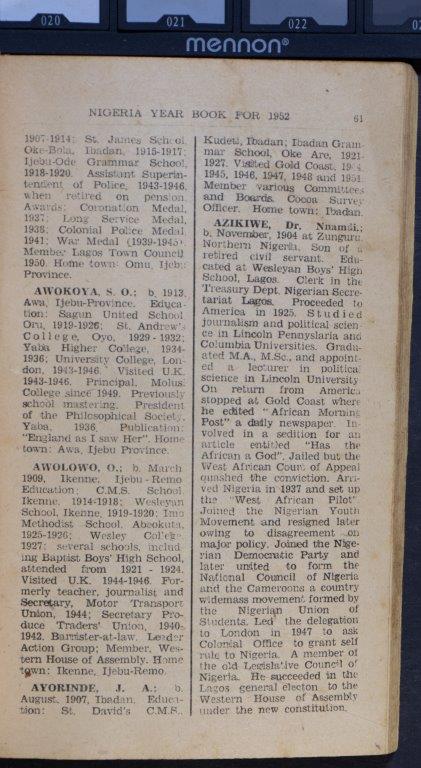 020
021
022
mennon®
NIGERIA YEAR BOOK FOR 1952
61
1907-1914; St. James School
Oke-Bola, Ibadan, 1915-1917;
Ijebu-Ode Grammar School,
1918-1920. Assistant Superin-
tendent of Police, 1943-1946,
when retired on pension.
Awards: Coronation Medal,
1937; Long Service Medal,
1938; Colonial Police Medal,
1941; War Medal (1939-1945).
Member Lagos Town Council
1950. Home town: Omu, Ijebu
Province.
AWOKOYA, S. O.; b. 1913,
Awa, Ijebu-Province. Educa-
tion: Sagun United School
Oru, 1919-1926; St. Andrew's
College, Oyo, 1929-1932;
Yaba Higher College, 1934-
1936; University College, Lon-
don, 1943-1946. Visited U.K.
1943-1946. Principal, Molusi
College since 1949. Previously
school mastering. President
of the Philosophical Society,
Yaba, 1936. Publication:
"England as I saw Her". Home
town: Awa, Ijebu Province.
AWOLOWO, O.; b. March
1909, Ikenne, Ijebu-Remo
Education: C.M.S. School,
Ikenne, 1914-1918; Wesleyan
School, Ikenne, 1919-1920; Imo
Methodist School, Abeokuta,
1925-1926; Wesley College
1927; several schools, includ
ing Baptist Boys' High School,
attended from 1921 - 1924.
Visited U.K. 1944-1946. For-
merly teacher, journalist and
Secretary, Motor Transport
Union, 1944; Secretary Pro-
duce Traders' Union, 1940-
1942. Barrister-at-law. Leader
Action Group; Member, Wes-
tern House of Assembly. Home
town: Ikenne, Ijebu-Remo.
AYORINDE, J. A.; b.
August, 1907, Ibadan. Educa-
tion: St. David's C.M.S.,
Kudeti, Ibadan; Ibadan Gram-
mar School, Oke Are, 1921-
1927. Visited Gold Coast,
1945, 1946, 1947, 1948 and 1951.
Member various Committees
and Boards. Cocoa Survey
Officer. Home town: Ibadan.
AZIKIWE, Dr. Nnamdi.;
b. November, 1904 at Zunguru,
Northern Nigeria. Son of a
retired civil servant. Edu-
cated at Wesleyan Boys' High
School, Lagos. Clerk in the
Treasury Dept. Nigerian Secre-
tariat Lagos. Proceeded to
America in 1925. Studied
journalism and political scien-
ce in Lincoln Pennyslaria and
Columbia Universities. Gradu-
ated M.A., M.Sc., and appoint-
ed a lecturer in political
science in Lincoln University
On return from America
stopped at Gold Coast where
he edited "African Morning
Post" a daily newspaper. In-
volved in a sedition for an
article entitled "Has the
African a God". Jailed but the
West African Court of Appeal
quashed the conviction. Arri-
ved Nigeria in 1937 and set up
the "West African Pilot".
Joined the Nigerian Youth
Movement and resigned later
owing to disagreement on
major policy. Joined the Nige-
rian Democratic Party and
later united to form the
National Council of Nigeria
and the Cameroons a country
widemass movement formed by
the Nigerian Union of
Students. Led the delegation
to London in 1947 to ask
Colonial Office to grant self
rule to Nigeria. A member of
the old Legislative Council of
Nigeria. He succeeded in the
Lagos general electon to the
Western House of Assembly
under the new constitution.